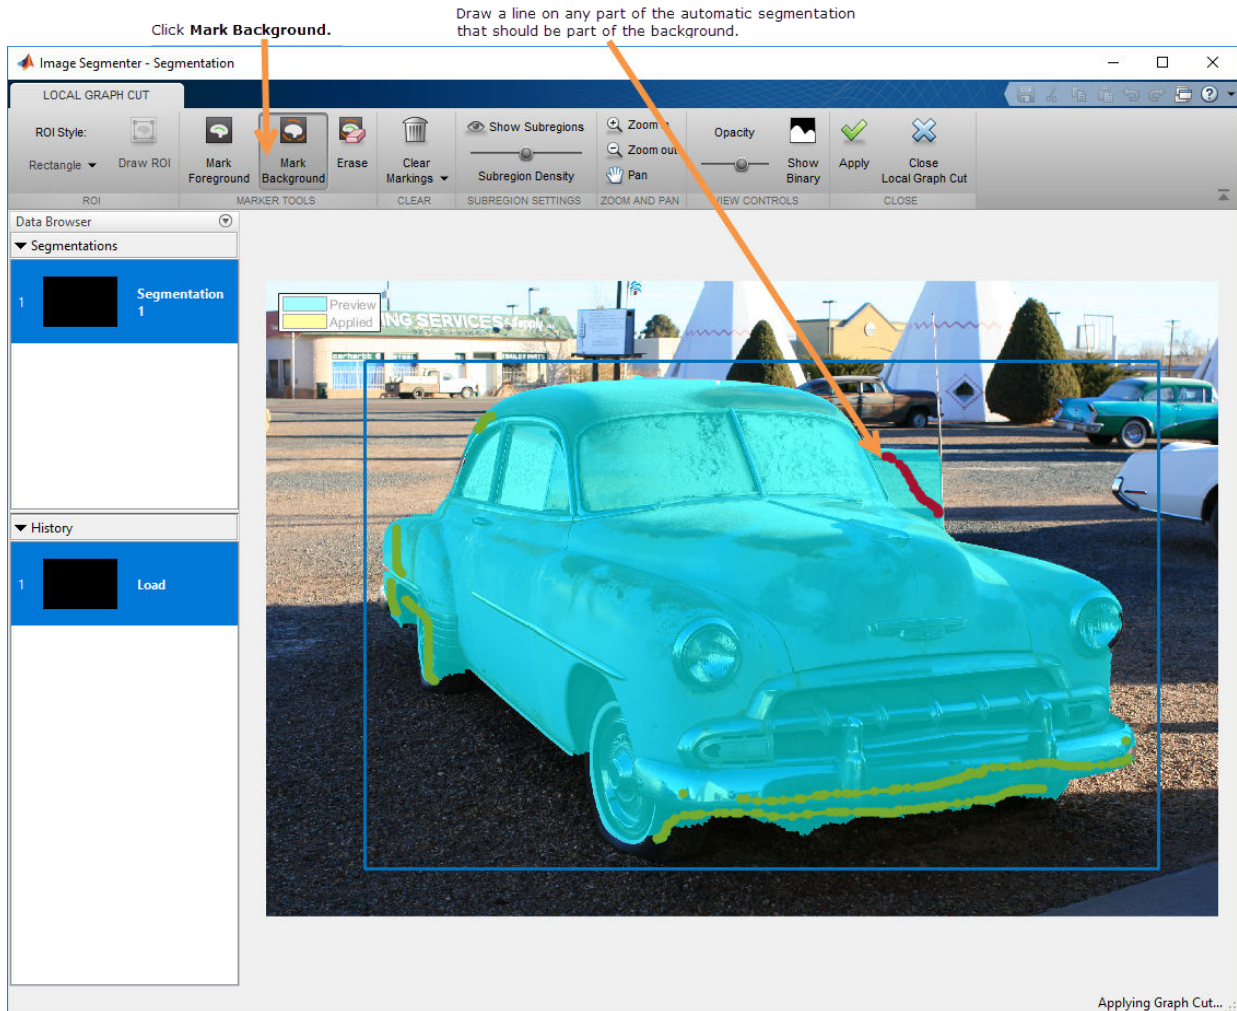 Click Mark Background.
Draw a line on any part of the automatic segmentation
that should be part of the background.
Image Segmenter - Segmentation
LOCAL GRAPH CUT
ROI Style:
Rectangle
Draw ROI
ROI
Mark
Foreground
Mark
Background
Erase
MARKER TOOLS
Clear
Markings
CLEAR
Show Subregions
Subregion Density
SUBREGION SETTINGS
Zoom
Zoom out
Pan
ZOOM AND PAN
Opacity
Show
Binary
VIEW CONTROLS
Apply
Close
Local Graph Cut
CLOSE
Data Browser
Segmentations
1
Segmentation
1
History
1
Load
Preview
Applied
NG SERVICES
Applying Graph Cut...